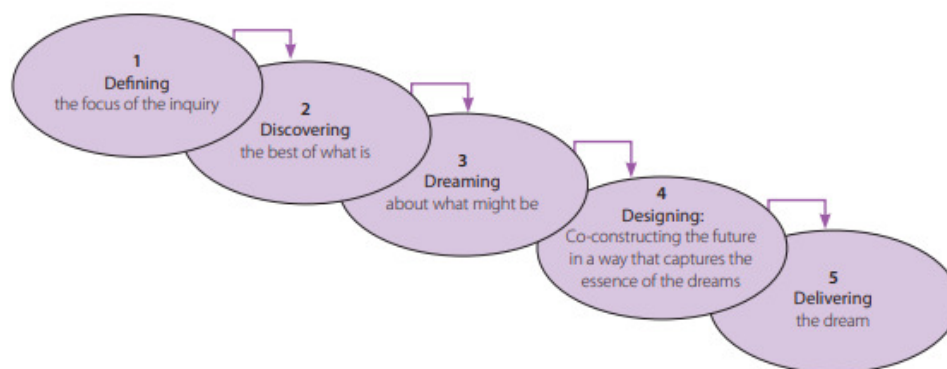 1
Defining
the focus of the inquiry
2
Discovering
the best of what is
3
Dreaming
about what might be
4
Designing:
Co-constructing the future
in a way that captures the
essence of the dreams
5
Delivering
the dream